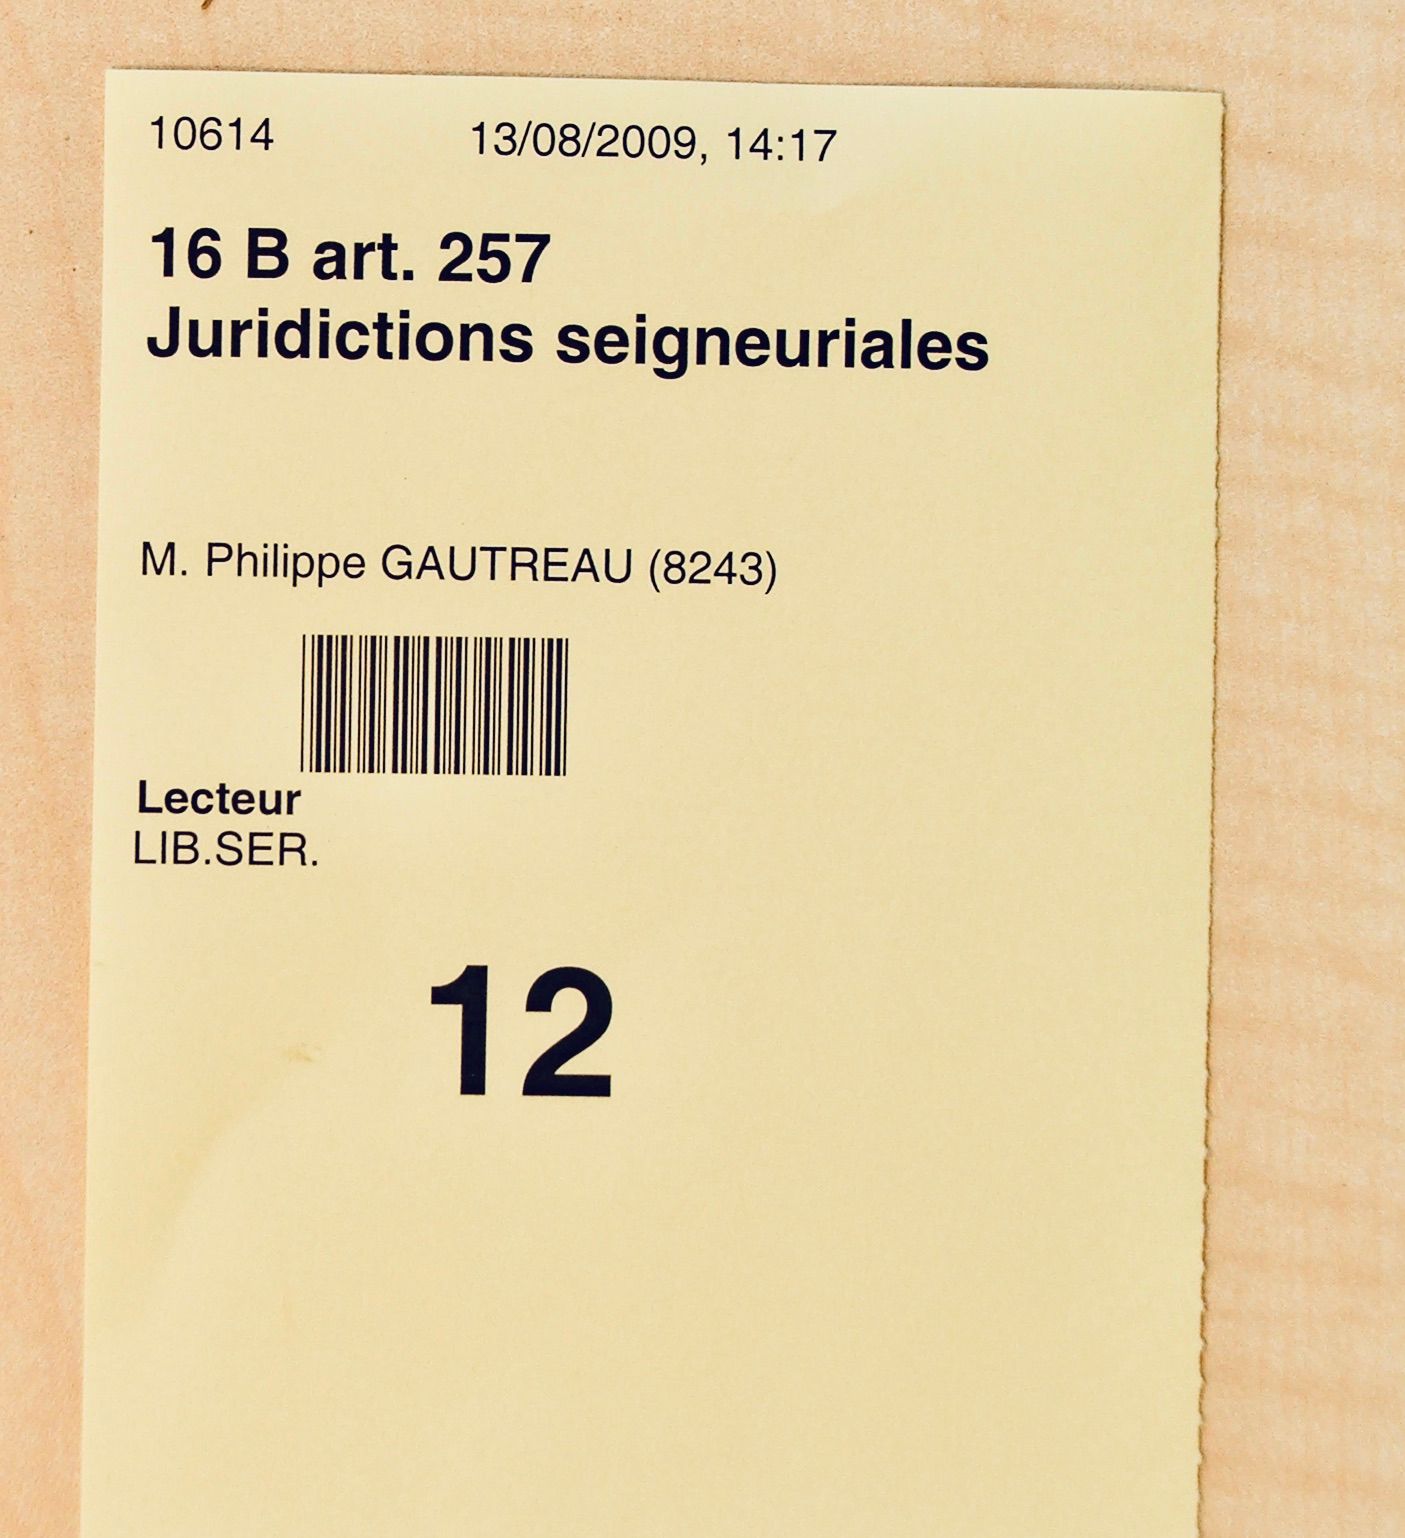 10614 13/08/2009, 14:17
16 B art. 257
Juridictions seigneuriales
M. Philippe GAUTREAU (8243)
Lecteur
LIB.SER.
12